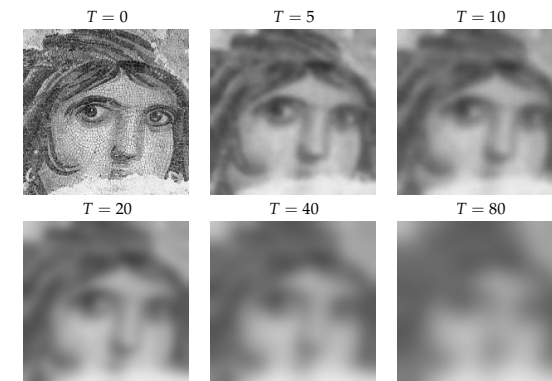 T = 0 T = 5 T = 10
T = 20 T = 40 T = 80